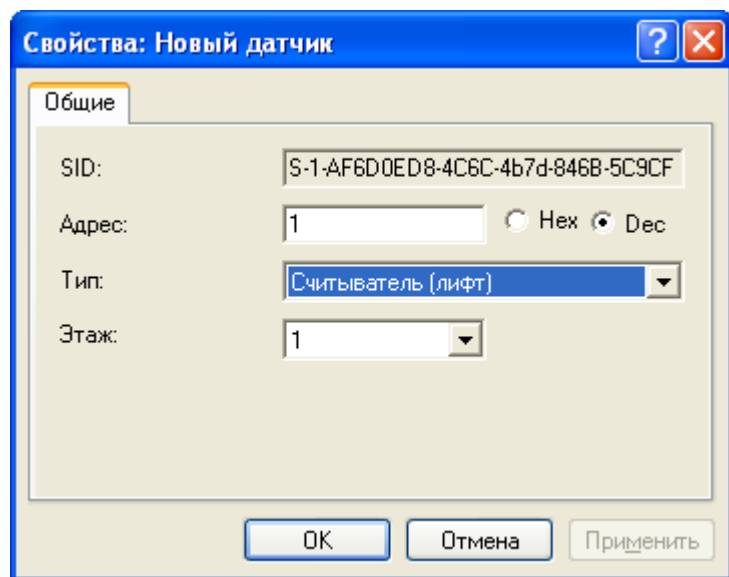 Свойства: Новый датчик
Общие
SID: S-1-AF6D0ED8-4C6C-4b7d-846B-5C9CF
Адрес: 1 Hex Dec
Тип: Считыватель (лифт)
Этаж: 1
OK Отмена Применить